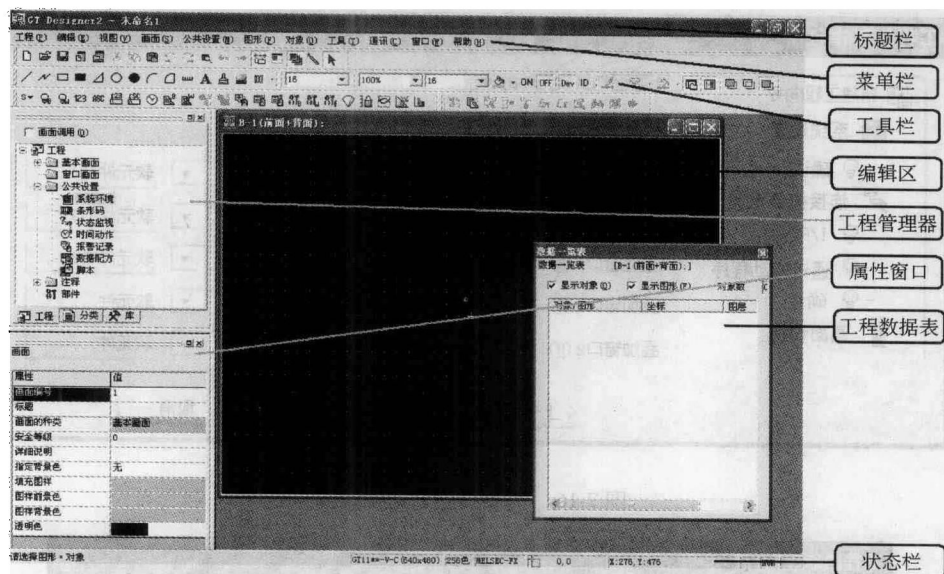 GT Designer2 - 未命名1
工程(P) 编辑(E) 视图(V) 画面(S) 公共设置(M) 图形(F) 对象(O) 工具(T) 通讯(C) 窗口(W) 帮助(H)
16 100% 16 ON OFF Dev ID
123 ABC
画面调用(Q)
工程
基本画面
窗口画面
公共设置
系统环境
条形码
状态监视
时间动作
报警记录
数据配方
脚本
注释
部件
工程 分类 库
画面
属性 值
画面编号 1
标题
画面的种类 基本画面
安全等级 0
详细说明
指定背景色 无
填充图样
图样前景色
图样背景色
透明色
B-1(前面+背面):
数据一览表
数据一览表 [B-1(前面+背面):]
显示对象(O) 显示图形(F) 对象数
对象/图形 坐标 图层
请选择图形·对象
GT11**-V-C(640x480) 256色 MELSEC-FX 0,0 X:276,Y:476
标题栏
菜单栏
工具栏
编辑区
工程管理器
属性窗口
工程数据表
状态栏